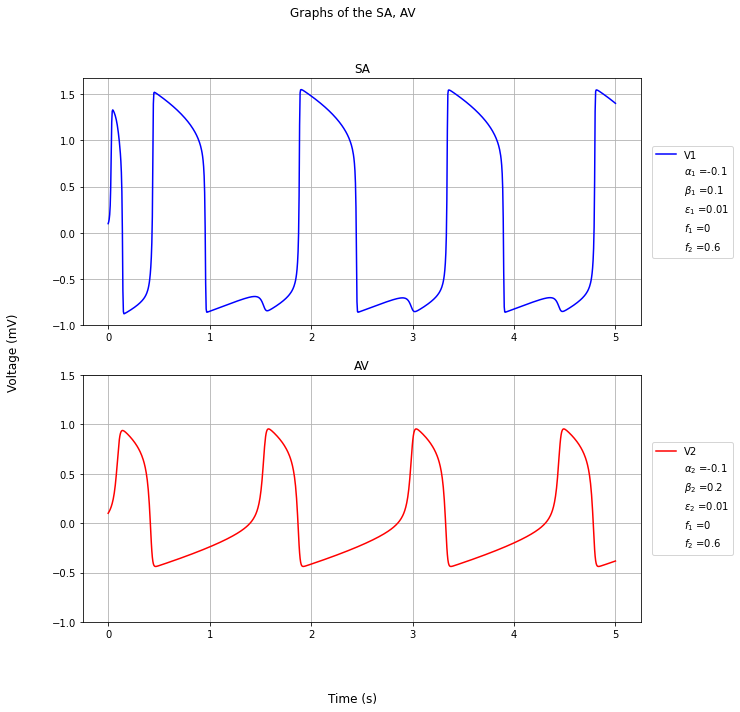 Graphs of the SA, AV
SA
1.5
1.0
0.5
0.0
−0.5
−1.0
0 1 2 3 4 5
V1
α₁ =-0.1
β₁ =0.1
ε₁ =0.01
f₁ =0
f₂ =0.6
Voltage (mV)
AV
1.5
1.0
0.5
0.0
−0.5
−1.0
0 1 2 3 4 5
V2
α₂ =-0.1
β₂ =0.2
ε₂ =0.01
f₁ =0
f₂ =0.6
Time (s)